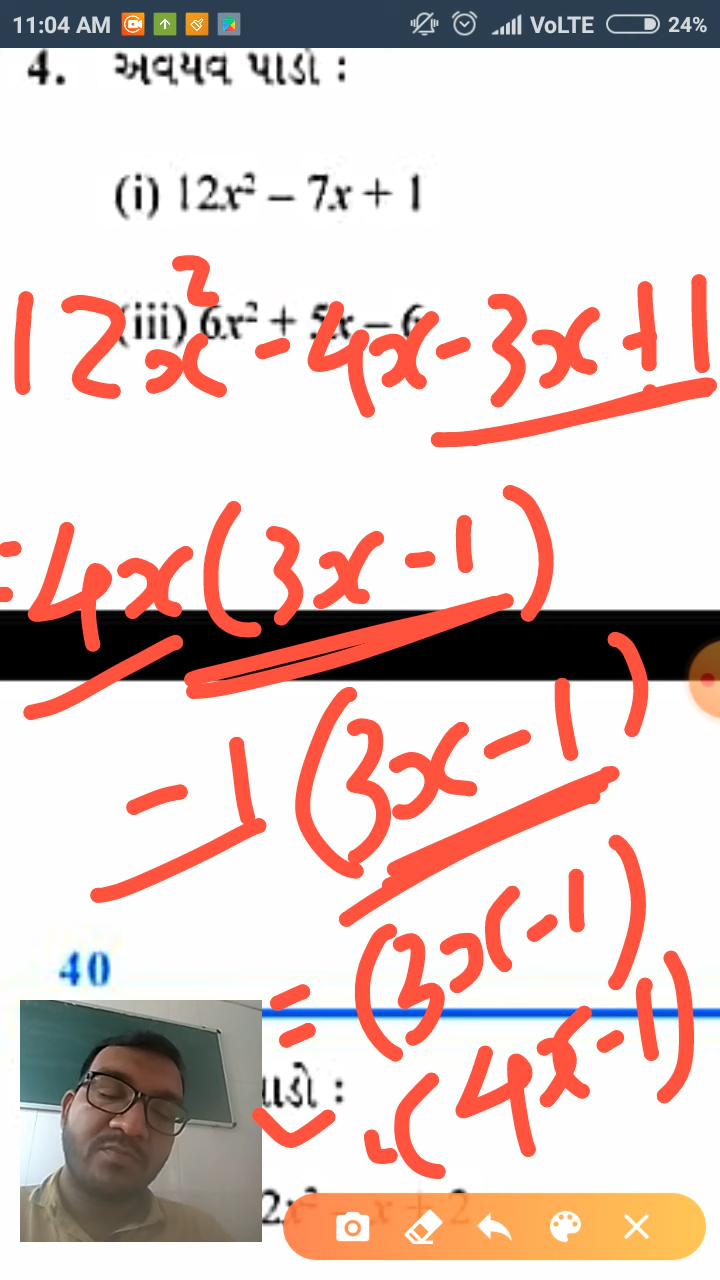 11:04 AM VoLTE 24%
4. અવયવ પાડો :
(i) 12x² – 7x + 1
(iii) 6x² + 5x – 6
12x² - 4x - 3x + 1
= 4x(3x-1)
-1(3x-1)
= (3x-1)
40
.(4x-1)
પાડો :